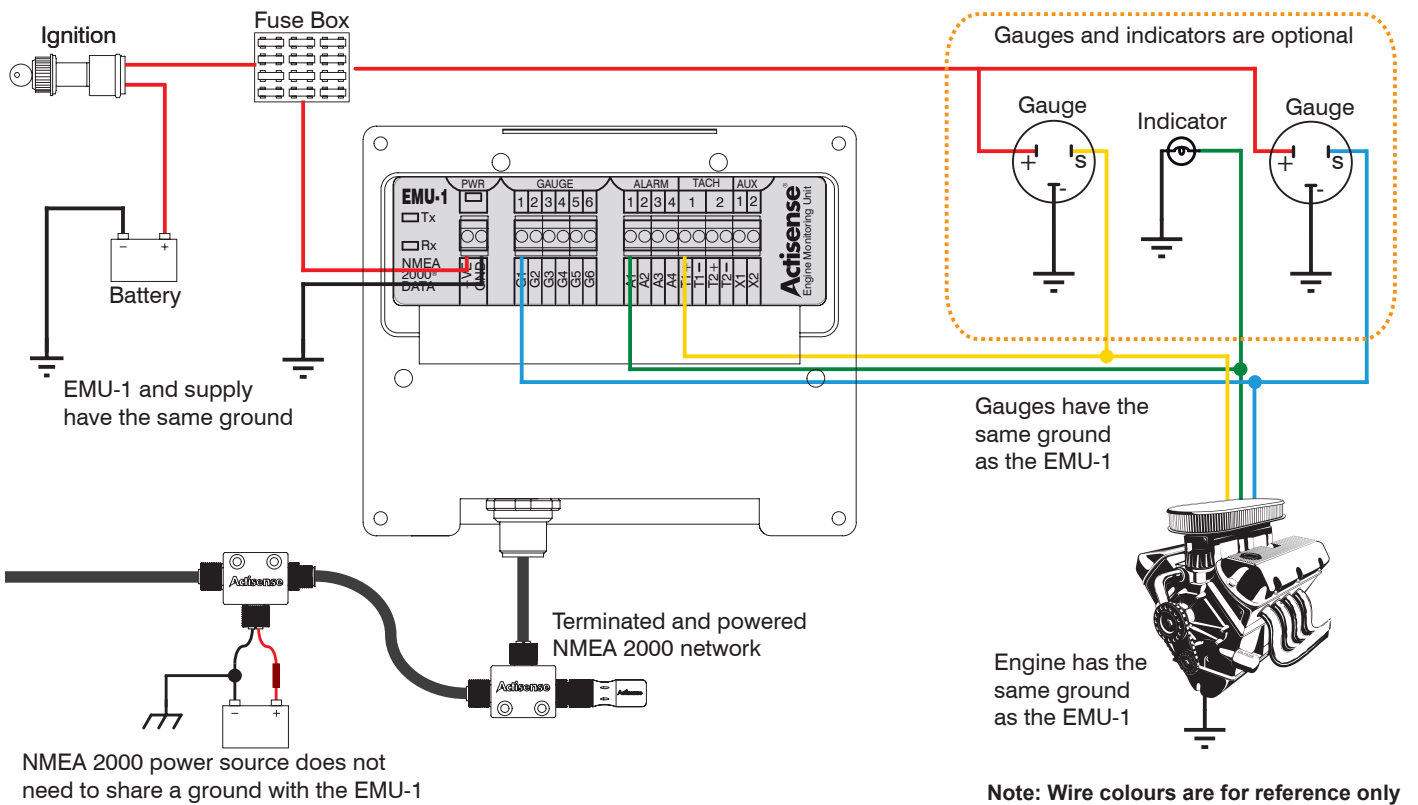 Ignition
Fuse Box
Gauges and indicators are optional
Gauge
Indicator
Gauge
+ S -
+ S -
EMU-1
PWR GAUGE ALARM TACH AUX
1 2 3 4 5 6 1 2 3 4 1 2 1 2
Tx
Rx
NMEA
2000®
DATA
+VE GND G1 G2 G3 G4 G5 G6 A1 A2 A3 A4 T1+ T1- T2+ T2- X1 X2
Actisense®
Engine Monitoring Unit
- +
Battery
EMU-1 and supply
have the same ground
Gauges have the
same ground
as the EMU-1
Actisense
Terminated and powered
NMEA 2000 network
Actisense
Actisense
Engine has the
same ground
as the EMU-1
- +
NMEA 2000 power source does not
need to share a ground with the EMU-1
Note: Wire colours are for reference only